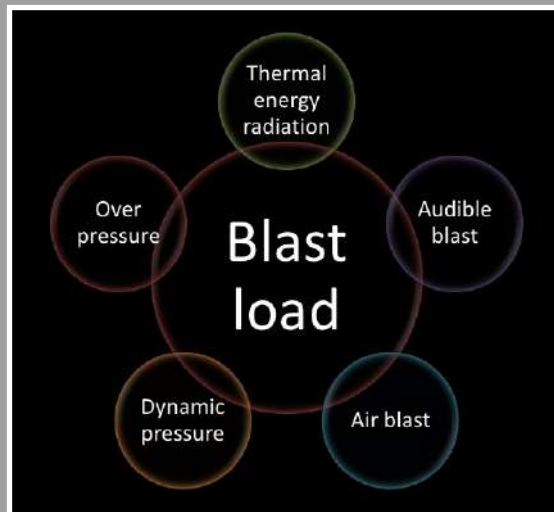 Thermal
energy
radiation
Over
pressure
Audible
blast
Blast
load
Dynamic
pressure
Air blast